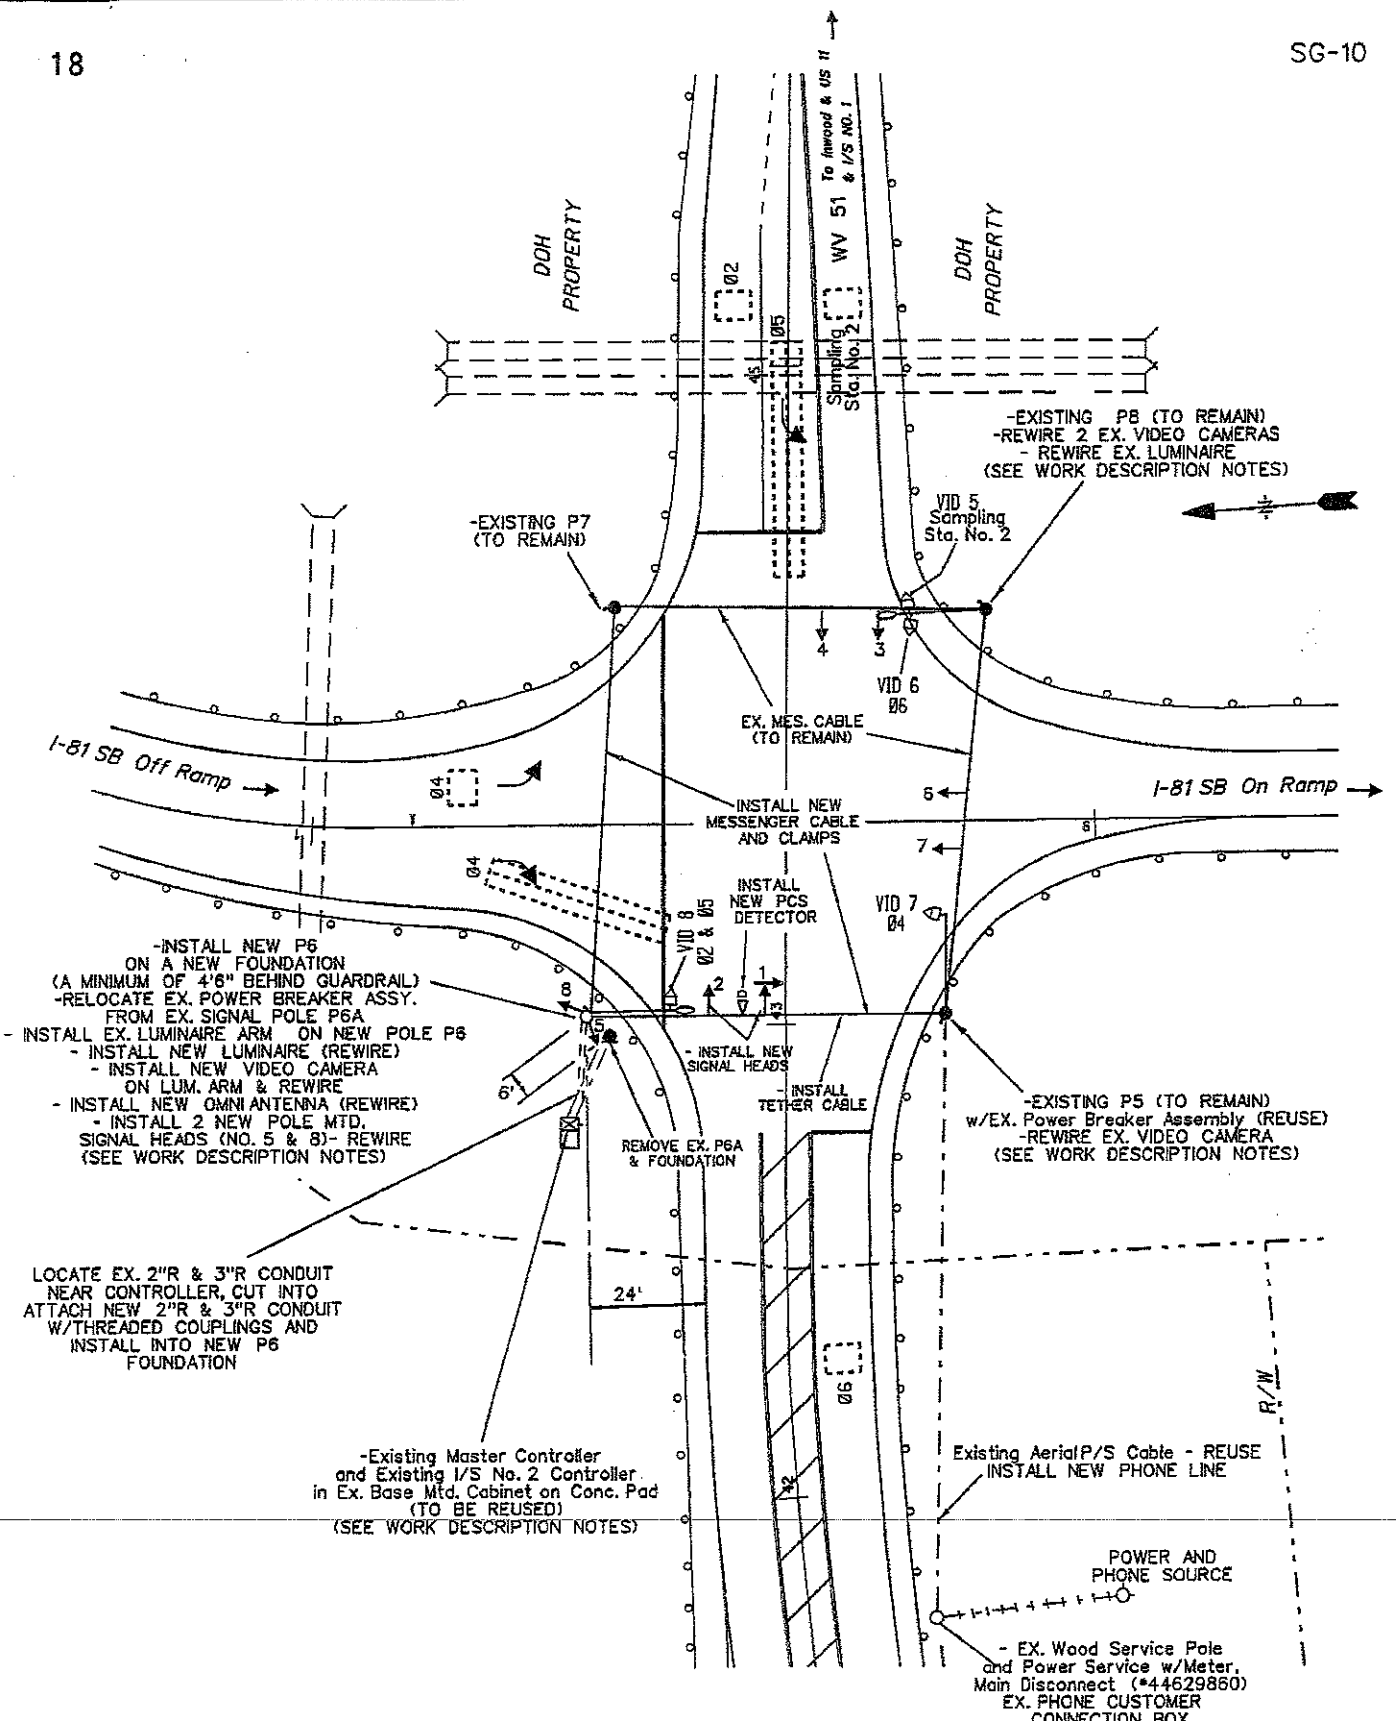 18
SG-10
To Inwood & US 11
& I/S NO. 1
WV 51
DOH
PROPERTY
DOH
PROPERTY
Ø2
Ø5
45
Sampling
Sta. No. 2
-EXISTING P8 (TO REMAIN)
-REWIRE 2 EX. VIDEO CAMERAS
- REWIRE EX. LUMINAIRE
(SEE WORK DESCRIPTION NOTES)
-EXISTING P7
(TO REMAIN)
VID 5
Sampling
Sta. No. 2
4
3
VID 6
Ø6
EX. MES. CABLE
(TO REMAIN)
I-81 SB Off Ramp
Ø4
I-81 SB On Ramp
6
INSTALL NEW
MESSENGER CABLE
AND CLAMPS
7
Ø4
INSTALL
NEW PCS
DETECTOR
VID 7
Ø4
VID 8
Ø2 & Ø5
-INSTALL NEW P6
ON A NEW FOUNDATION
(A MINIMUM OF 4'6" BEHIND GUARDRAIL)
-RELOCATE EX. POWER BREAKER ASSY.
FROM EX. SIGNAL POLE P6A
- INSTALL EX. LUMINAIRE ARM ON NEW POLE P6
- INSTALL NEW LUMINAIRE (REWIRE)
- INSTALL NEW VIDEO CAMERA
ON LUM. ARM & REWIRE
- INSTALL NEW OMNI ANTENNA (REWIRE)
- INSTALL 2 NEW POLE MTD.
SIGNAL HEADS (NO. 5 & 8)- REWIRE
(SEE WORK DESCRIPTION NOTES)
8
5
2
1
43
6'
- INSTALL NEW
SIGNAL HEADS
- INSTALL
TETHER CABLE
REMOVE EX. P6A
& FOUNDATION
-EXISTING P5 (TO REMAIN)
w/EX. Power Breaker Assembly (REUSE)
-REWIRE EX. VIDEO CAMERA
(SEE WORK DESCRIPTION NOTES)
LOCATE EX. 2"R & 3"R CONDUIT
NEAR CONTROLLER, CUT INTO
ATTACH NEW 2"R & 3"R CONDUIT
W/THREADED COUPLINGS AND
INSTALL INTO NEW P6
FOUNDATION
24'
Ø6
R/W
-Existing Master Controller
and Existing I/S No. 2 Controller
in Ex. Base Mtd. Cabinet on Conc. Pad
(TO BE REUSED)
(SEE WORK DESCRIPTION NOTES)
42
Existing Aerial P/S Cable - REUSE
INSTALL NEW PHONE LINE
POWER AND
PHONE SOURCE
- EX. Wood Service Pole
and Power Service w/Meter,
Main Disconnect (*44629860)
EX. PHONE CUSTOMER
CONNECTION BOX